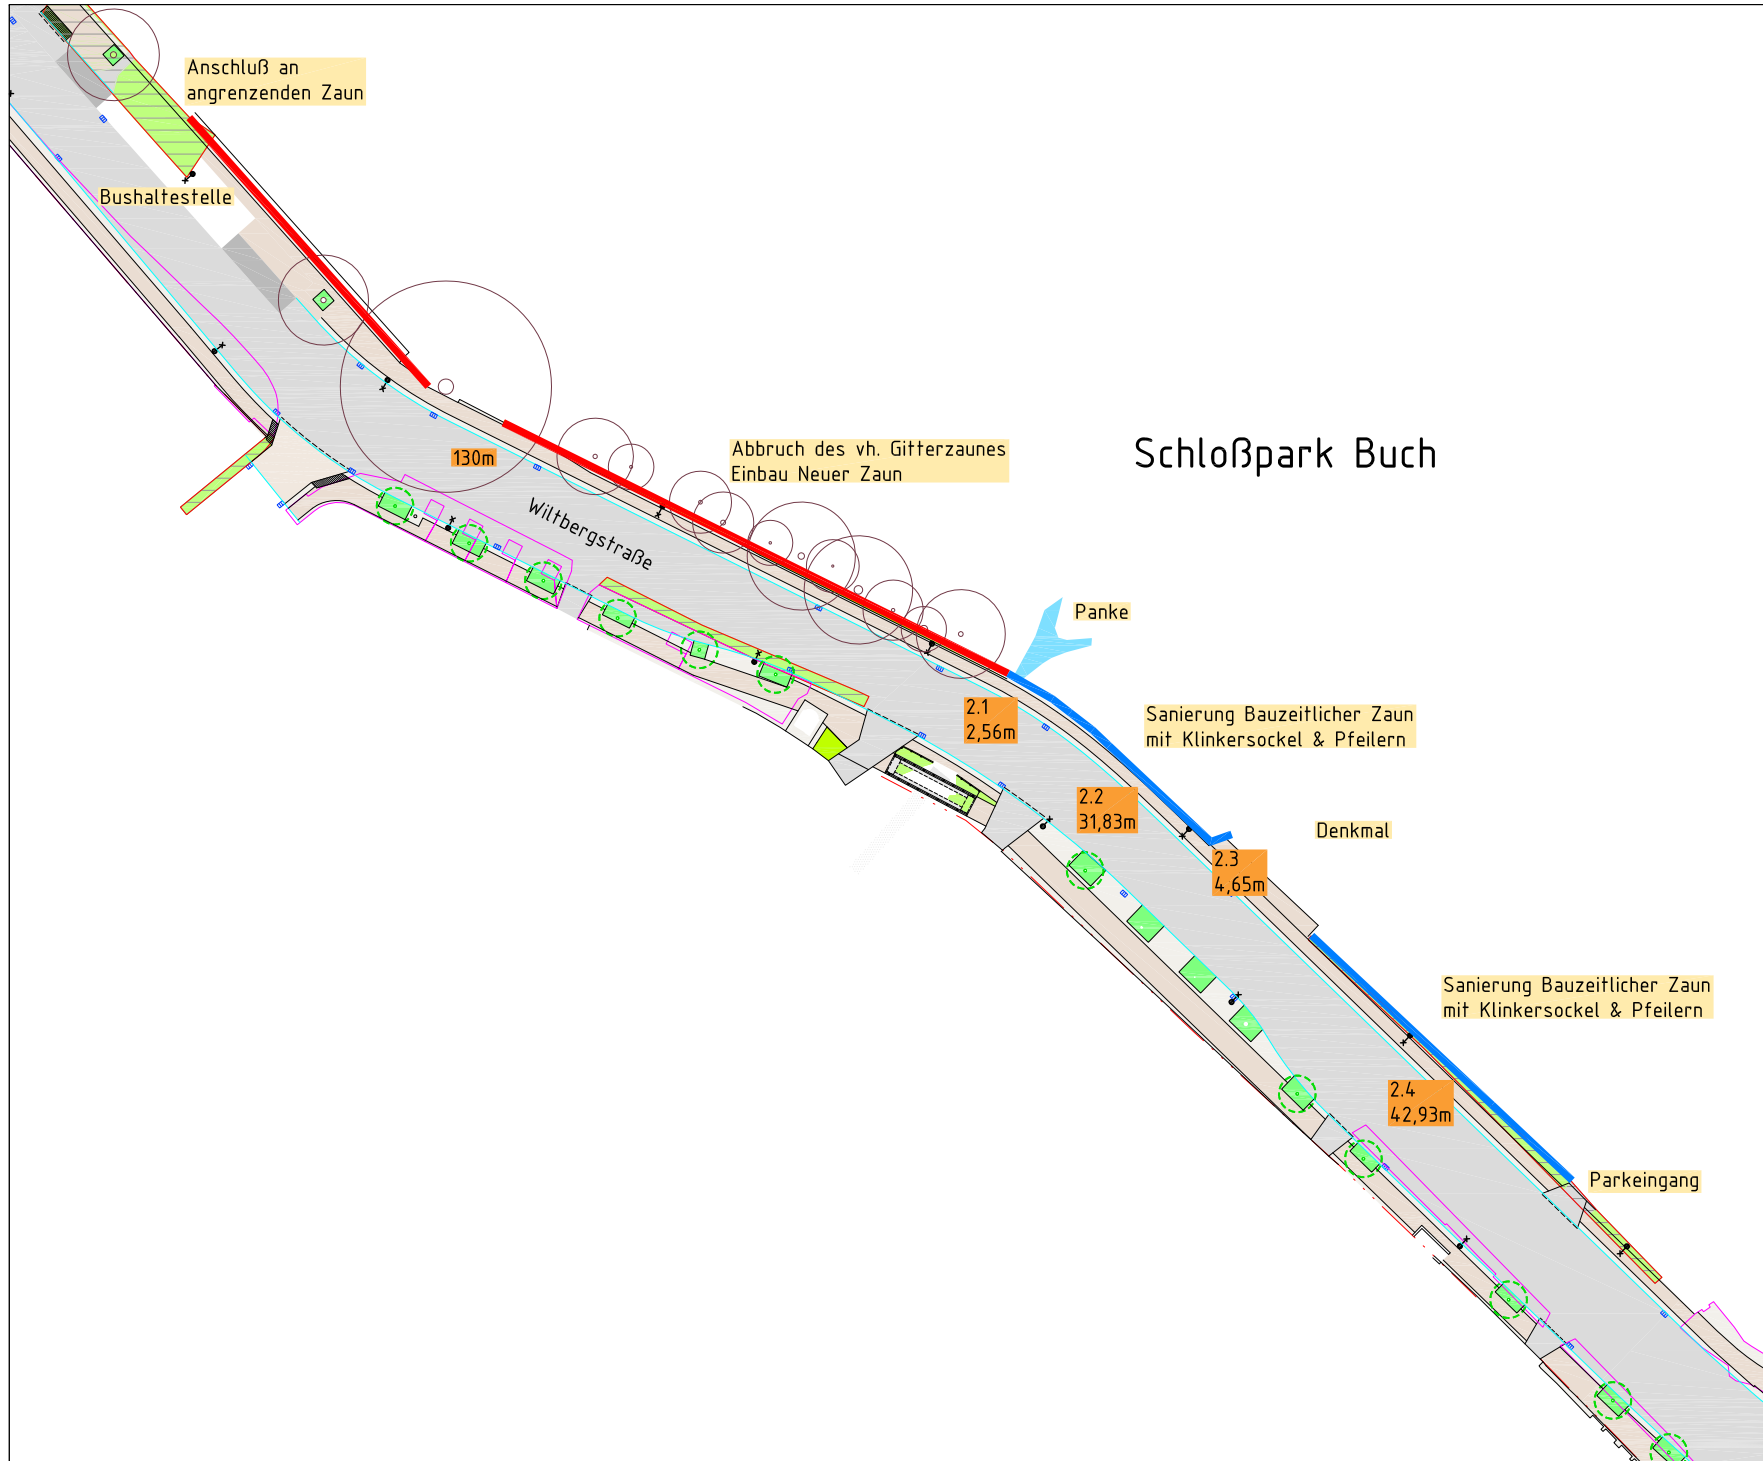 Anschluß an
angrenzenden Zaun
Bushaltestelle
130m
Abbruch des vh. Gitterzaunes
Einbau Neuer Zaun
Schloßpark Buch
Wiltbergstraße
Panke
2.1
2,56m
Sanierung Bauzeitlicher Zaun
mit Klinkersockel & Pfeilern
2.2
31,83m
Denkmal
2.3
4,65m
Sanierung Bauzeitlicher Zaun
mit Klinkersockel & Pfeilern
2.4
42,93m
Parkeingang